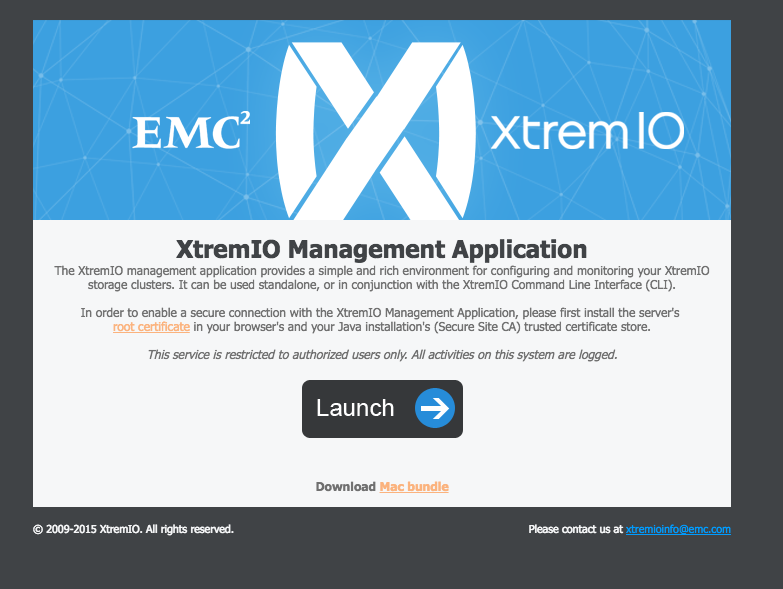 EMC²
XtremIO
XtremIO Management Application
The XtremIO management application provides a simple and rich environment for configuring and monitoring your XtremIO
storage clusters. It can be used standalone, or in conjunction with the XtremIO Command Line Interface (CLI).
In order to enable a secure connection with the XtremIO Management Application, please first install the server's
root certificate in your browser's and your Java installation's (Secure Site CA) trusted certificate store.
This service is restricted to authorized users only. All activities on this system are logged.
Launch
Download Mac bundle
© 2009-2015 XtremIO. All rights reserved.
Please contact us at xtremioinfo@emc.com